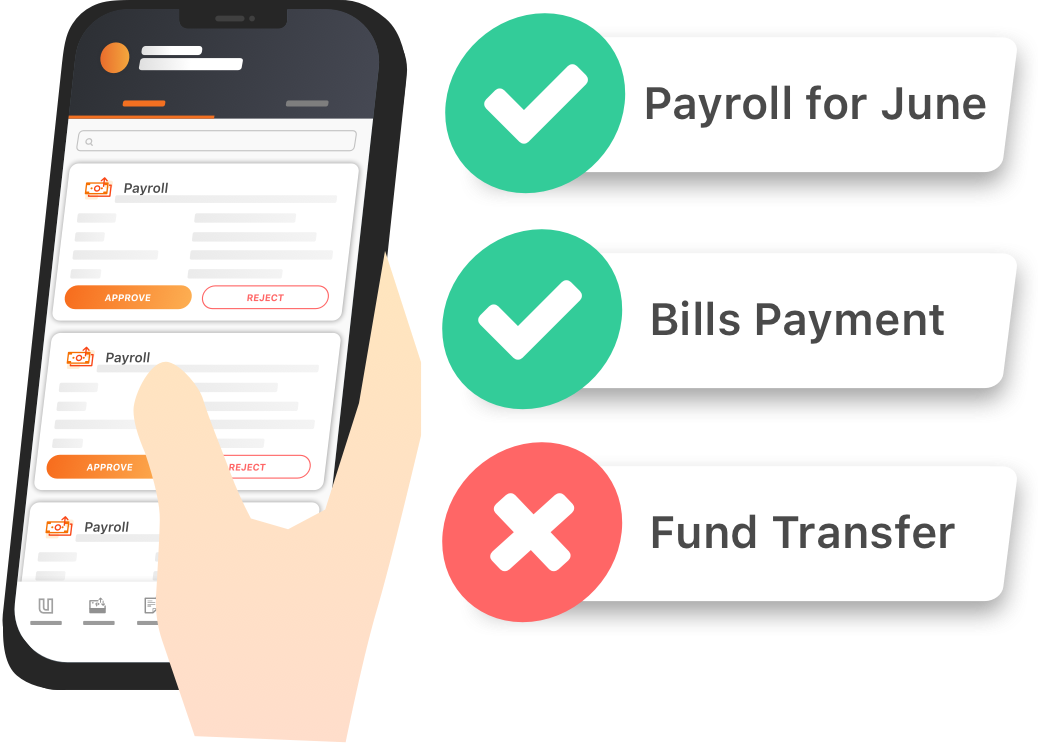 Payroll
APPROVE
REJECT
Payroll
APPROVE
REJECT
Payroll
Payroll for June
Bills Payment
Fund Transfer